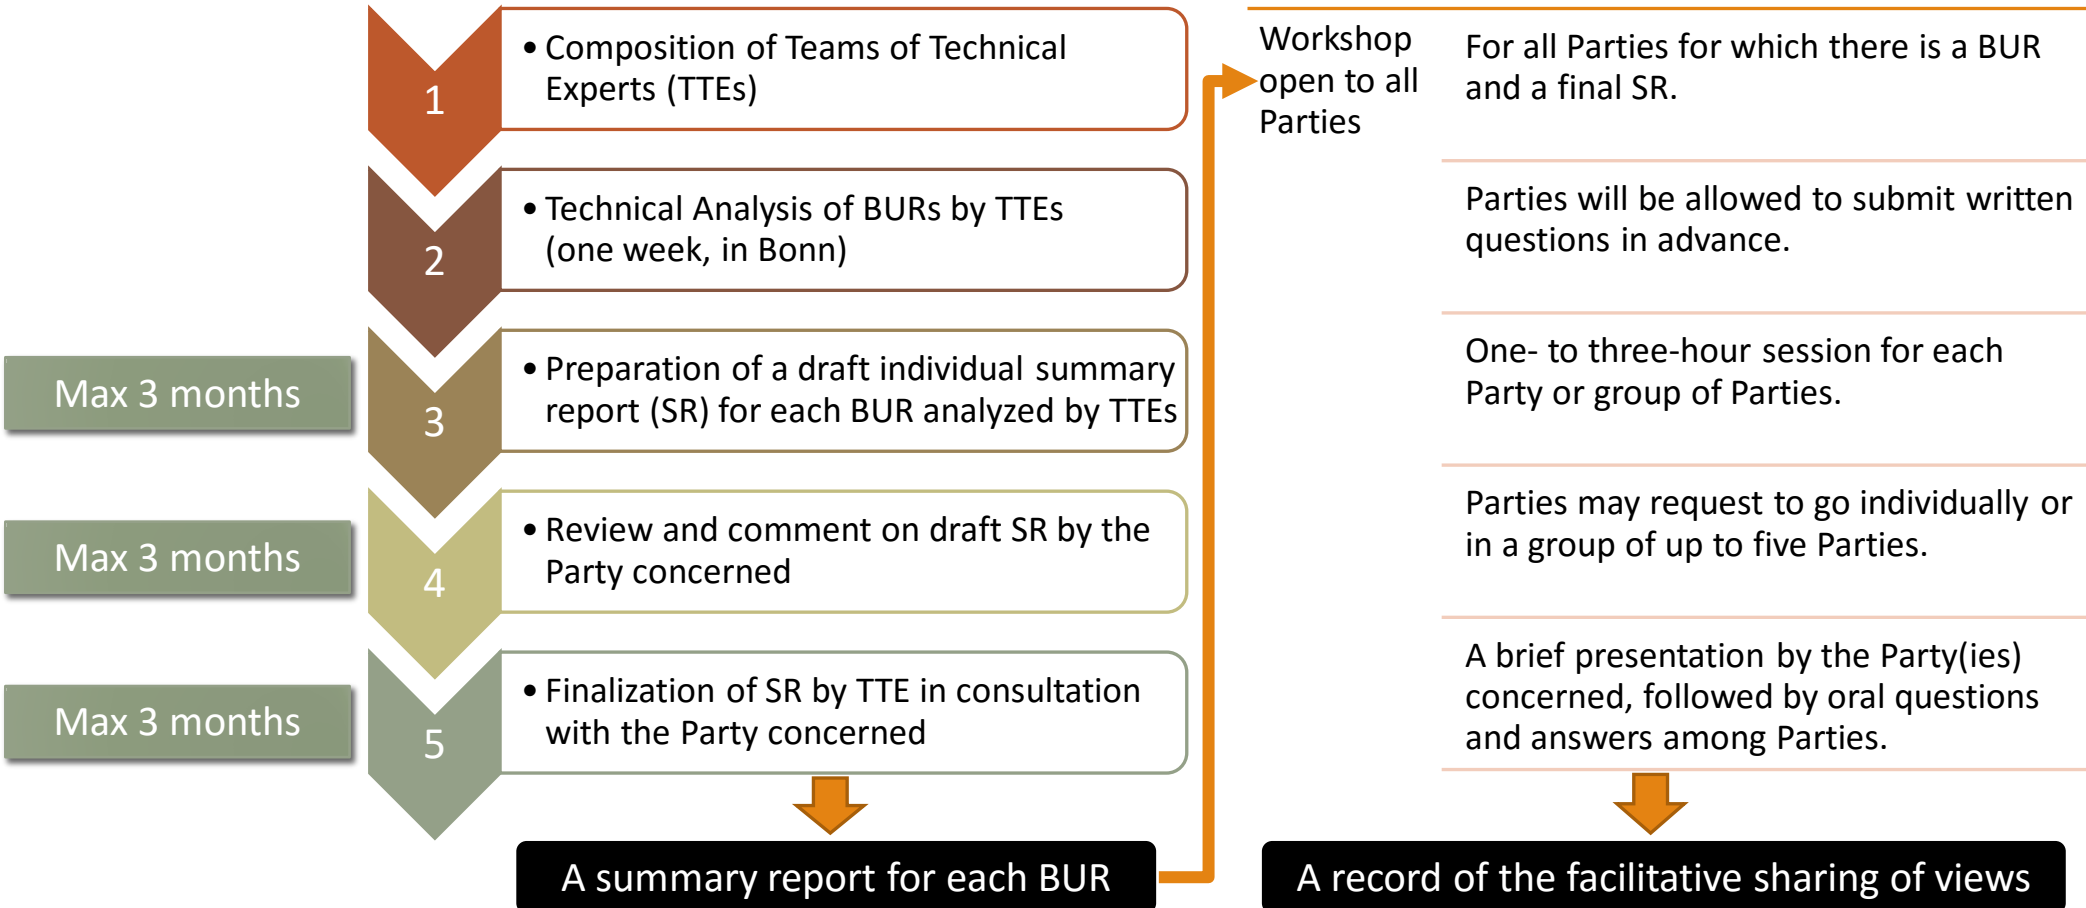 1
• Composition of Teams of Technical
Experts (TTEs)
2
• Technical Analysis of BURs by TTEs
(one week, in Bonn)
Max 3 months
3
• Preparation of a draft individual summary
report (SR) for each BUR analyzed by TTEs
Max 3 months
4
• Review and comment on draft SR by the
Party concerned
Max 3 months
5
• Finalization of SR by TTE in consultation
with the Party concerned
A summary report for each BUR
Workshop
open to all
Parties
For all Parties for which there is a BUR
and a final SR.
Parties will be allowed to submit written
questions in advance.
One- to three-hour session for each
Party or group of Parties.
Parties may request to go individually or
in a group of up to five Parties.
A brief presentation by the Party(ies)
concerned, followed by oral questions
and answers among Parties.
A record of the facilitative sharing of views